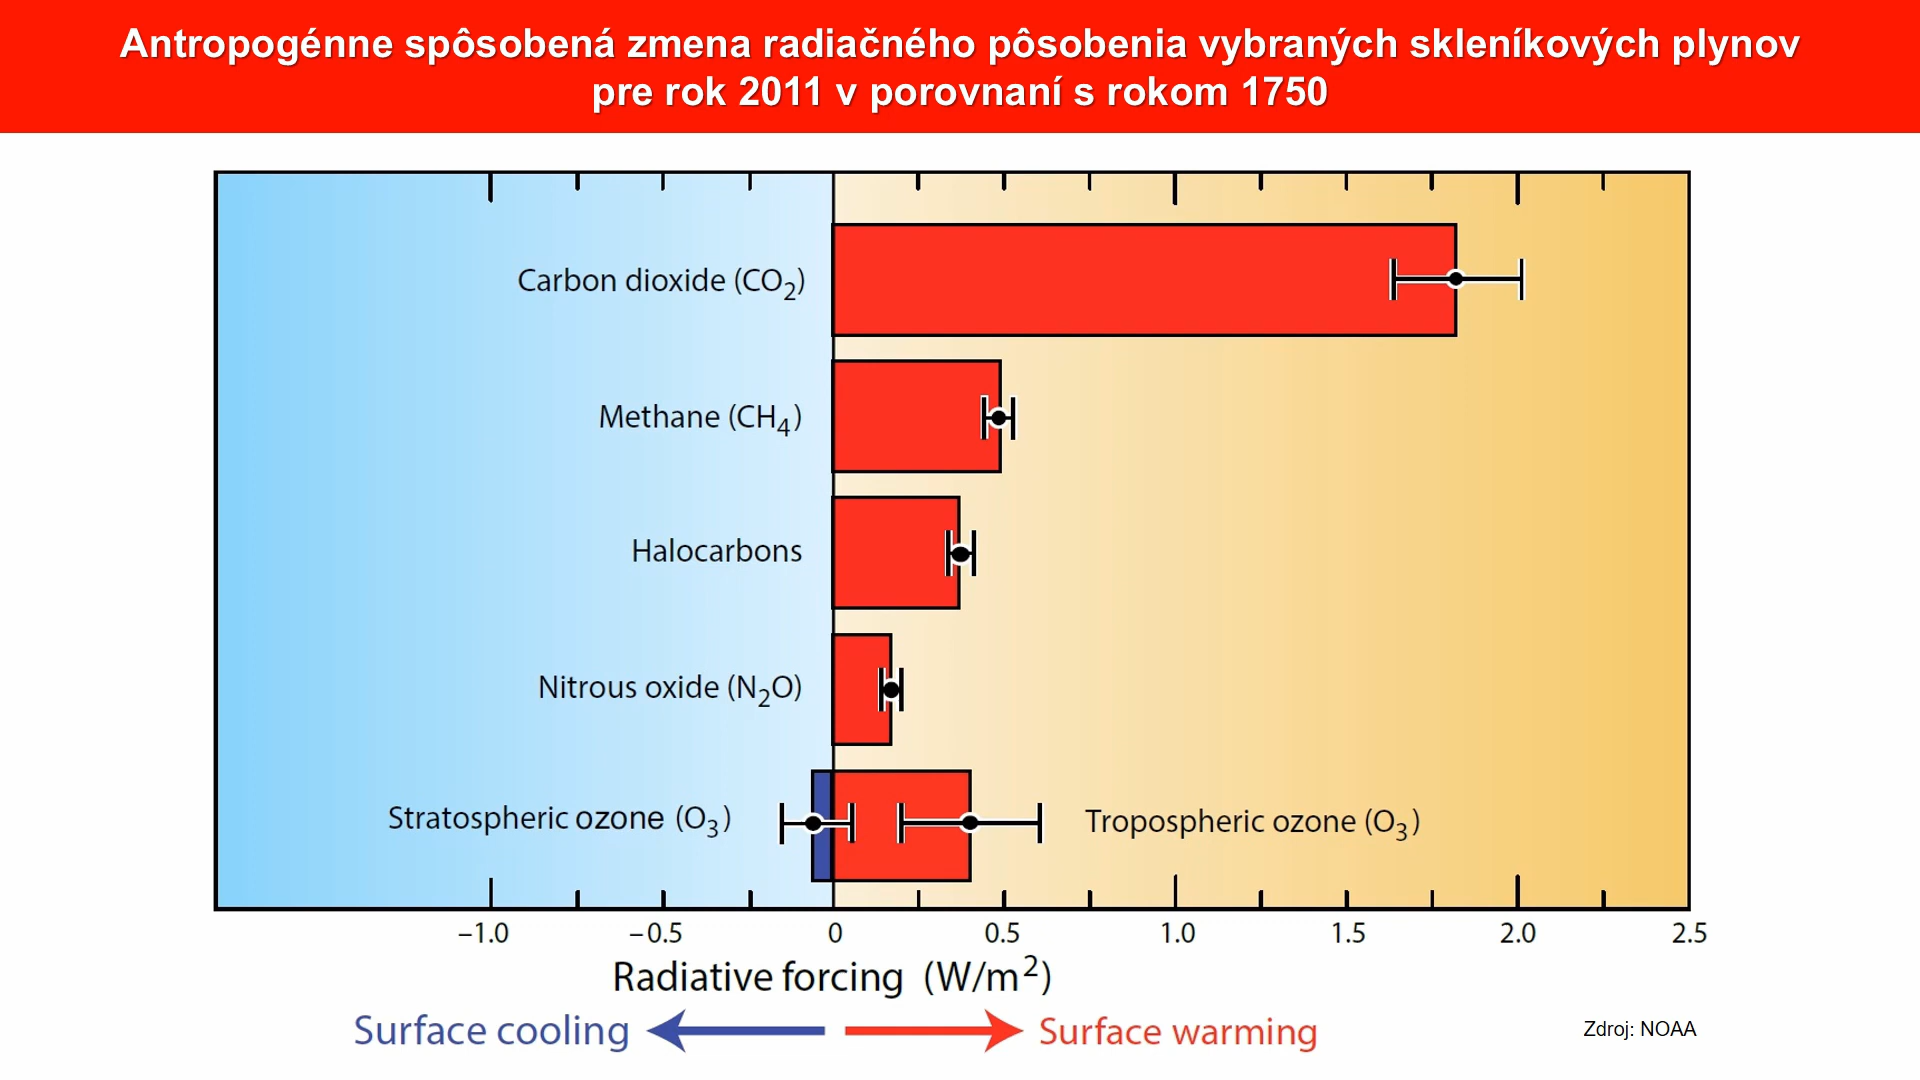 Antropogénne spôsobená zmena radiačného pôsobenia vybraných skleníkových plynov
pre rok 2011 v porovnaní s rokom 1750
Carbon dioxide (CO₂)
Methane (CH₄)
Halocarbons
Nitrous oxide (N₂O)
Stratospheric ozone (O₃)
Tropospheric ozone (O₃)
−1.0 −0.5 0 0.5 1.0 1.5 2.0 2.5
Radiative forcing (W/m²)
Surface cooling Surface warming
Zdroj: NOAA